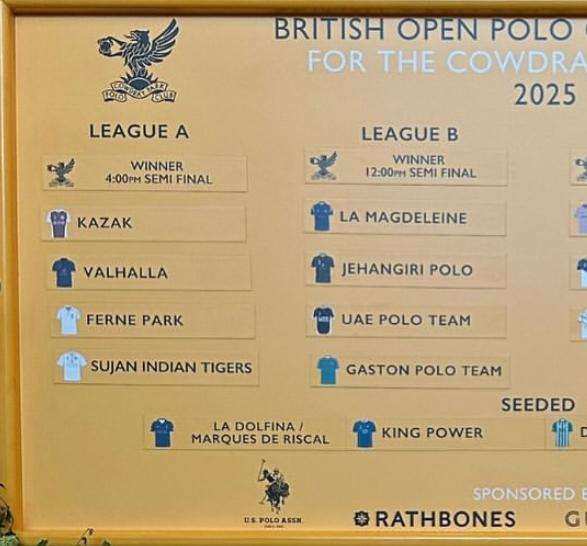 BRITISH OPEN POLO
FOR THE COWDRA
2025
COWDRAY PARK
POLO CLUB
LEAGUE A
WINNER
4:00PM SEMI FINAL
KAZAK
VALHALLA
FERNE PARK
SUJAN INDIAN TIGERS
LEAGUE B
WINNER
12:00PM SEMI FINAL
LA MAGDELEINE
JEHANGIRI POLO
UAE POLO TEAM
GASTON POLO TEAM
SEEDED
LA DOLFINA /
MARQUES DE RISCAL
KING POWER
D
U.S. POLO ASSN.
SPONSORED
RATHBONES